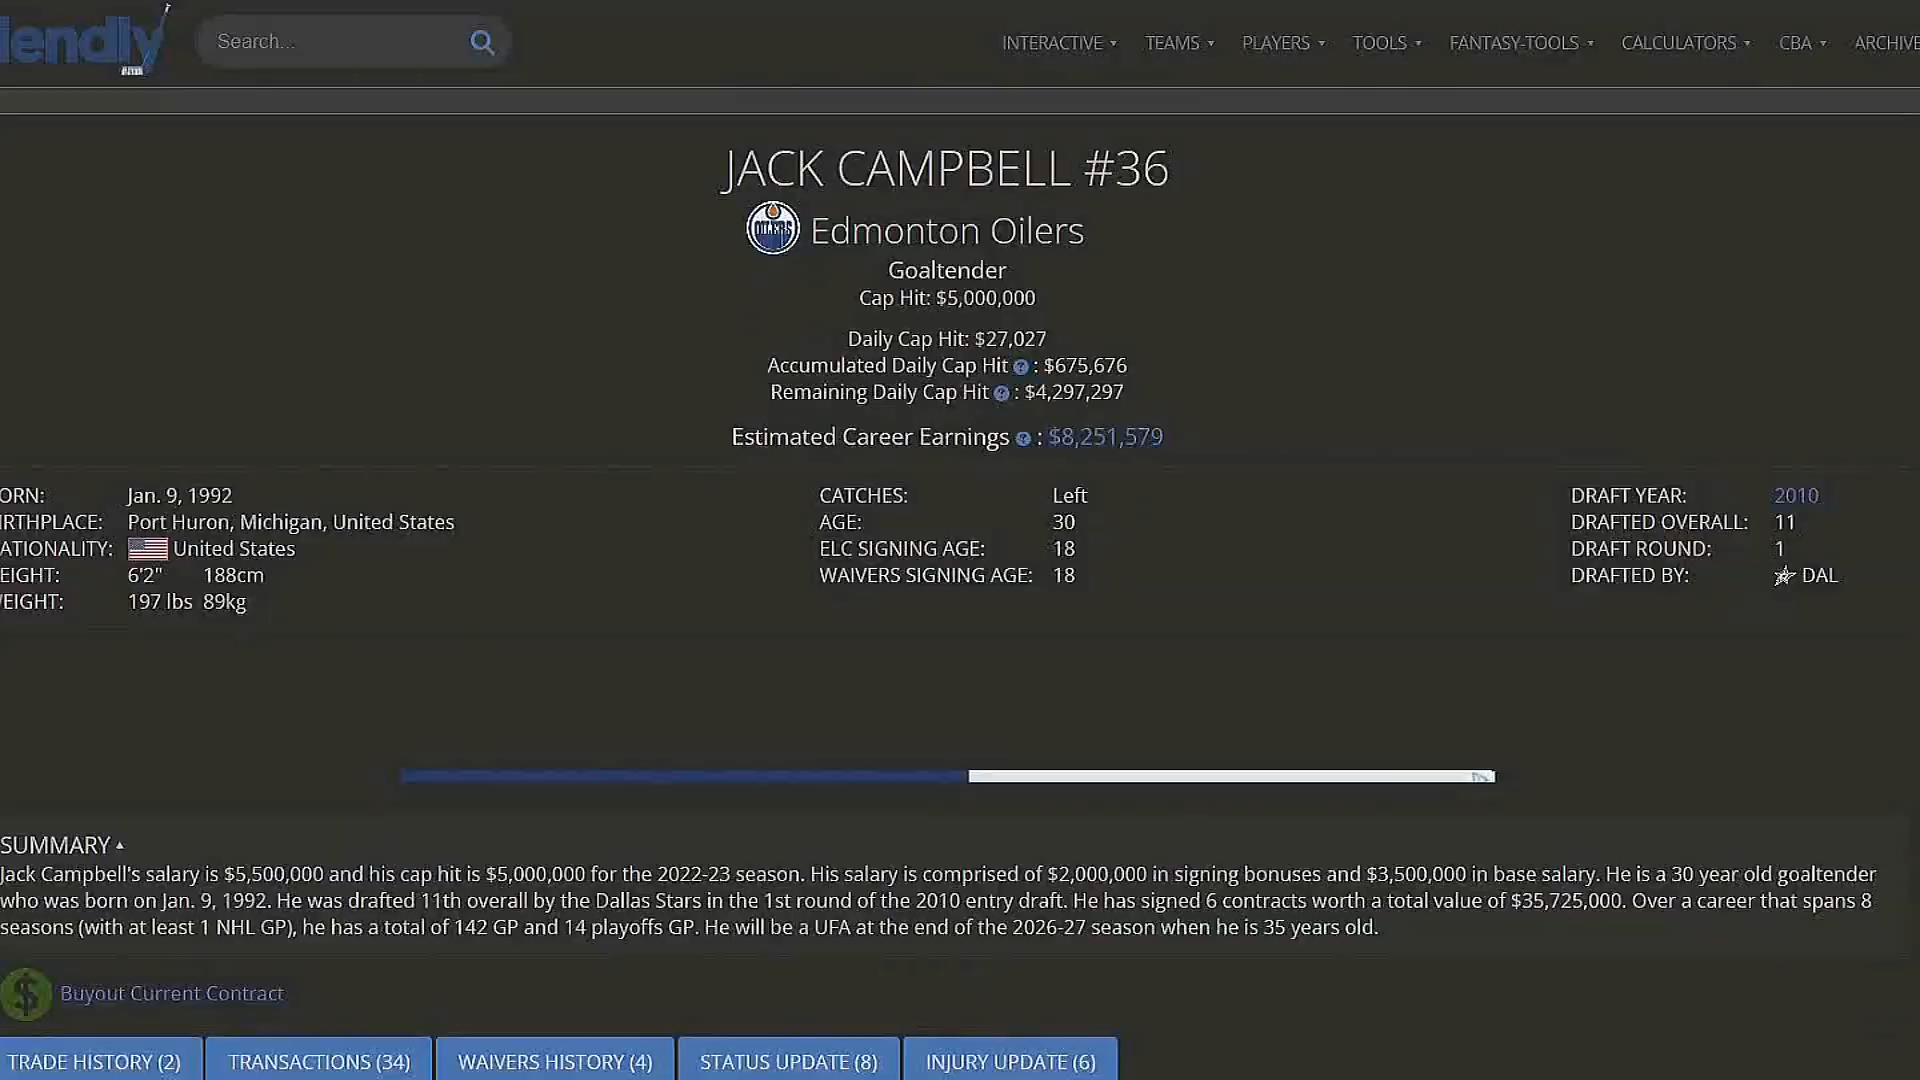 iendly
Search...
INTERACTIVE
TEAMS
PLAYERS
TOOLS
FANTASY-TOOLS
CALCULATORS
CBA
ARCHIVE
JACK CAMPBELL #36
OILERS
Edmonton Oilers
Goaltender
Cap Hit: $5,000,000
Daily Cap Hit: $27,027
Accumulated Daily Cap Hit ? : $675,676
Remaining Daily Cap Hit ? : $4,297,297
Estimated Career Earnings ? : $8,251,579
ORN: Jan. 9, 1992
IRTHPLACE: Port Huron, Michigan, United States
ATIONALITY: United States
EIGHT: 6'2" 188cm
EIGHT: 197 lbs 89kg
CATCHES: Left
AGE: 30
ELC SIGNING AGE: 18
WAIVERS SIGNING AGE: 18
DRAFT YEAR: 2010
DRAFTED OVERALL: 11
DRAFT ROUND: 1
DRAFTED BY: DAL
SUMMARY
Jack Campbell's salary is $5,500,000 and his cap hit is $5,000,000 for the 2022-23 season. His salary is comprised of $2,000,000 in signing bonuses and $3,500,000 in base salary. He is a 30 year old goaltender
who was born on Jan. 9, 1992. He was drafted 11th overall by the Dallas Stars in the 1st round of the 2010 entry draft. He has signed 6 contracts worth a total value of $35,725,000. Over a career that spans 8
seasons (with at least 1 NHL GP), he has a total of 142 GP and 14 playoffs GP. He will be a UFA at the end of the 2026-27 season when he is 35 years old.
$ Buyout Current Contract
TRADE HISTORY (2)
TRANSACTIONS (34)
WAIVERS HISTORY (4)
STATUS UPDATE (8)
INJURY UPDATE (6)